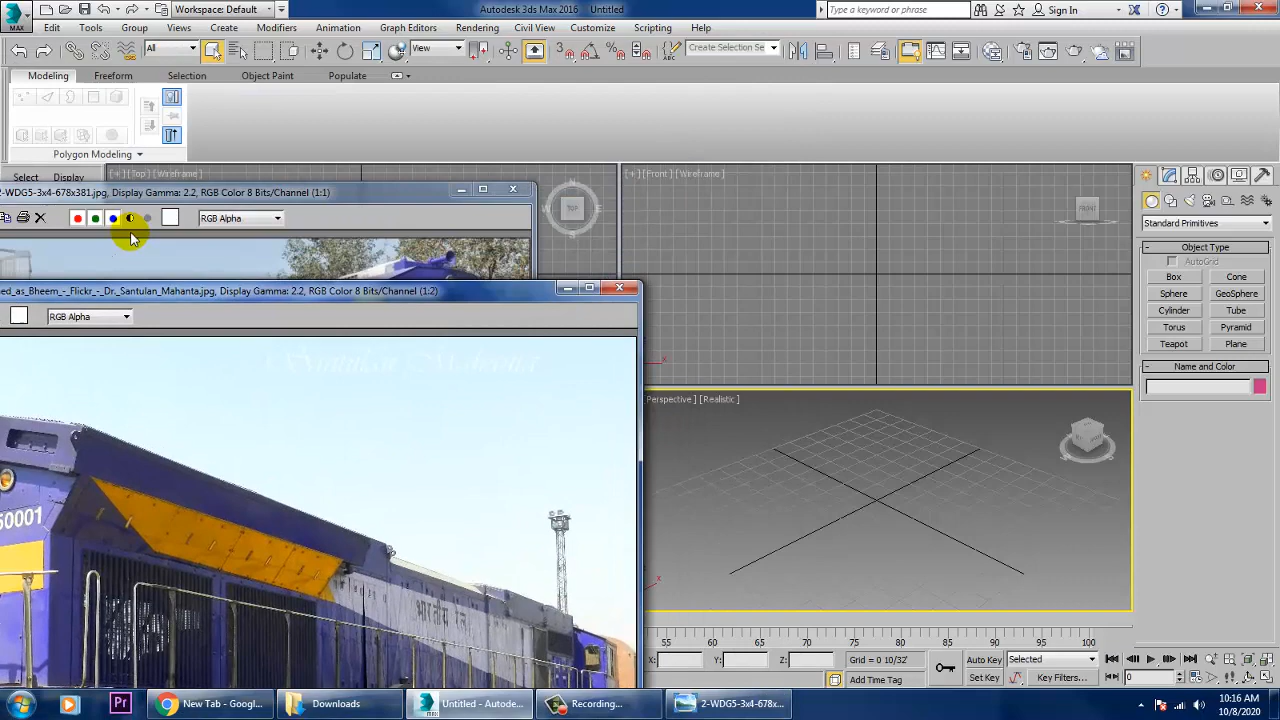 MAX
Workspace: Default
Autodesk 3ds Max 2016
Untitled
Type a keyword or phrase
Sign In
Edit
Tools
Group
Views
Create
Modifiers
Animation
Graph Editors
Rendering
Civil View
Customize
Scripting
Help
All
View
3
Create Selection Se
Modeling
Freeform
Selection
Object Paint
Populate
Polygon Modeling
Select
Display
[+] [Top] [Wireframe]
[+] [Front] [Wireframe]
2-WDG5-3x4-678x381.jpg, Display Gamma: 2.2, RGB Color 8 Bits/Channel (1:1)
RGB Alpha
TOP
FRONT
Standard Primitives
Object Type
AutoGrid
Box
Cone
Sphere
GeoSphere
Cylinder
Tube
Torus
Pyramid
Teapot
Plane
Name and Color
ed_as_Bheem_-_Flickr_-_Dr._Santulan_Mahanta.jpg, Display Gamma: 2.2, RGB Color 8 Bits/Channel (1:2)
RGB Alpha
Perspective] [Realistic]
x
50001
भारतीय रेल
x
55
60
65
70
75
80
85
90
95
100
X:
Y:
Z:
Grid = 0 10/32'
Add Time Tag
Auto Key
Selected
Set Key
Key Filters...
0
Pr
New Tab - Googl...
Downloads
Untitled - Autode...
Recording...
2-WDG5-3x4-678x...
10:16 AM
10/8/2020